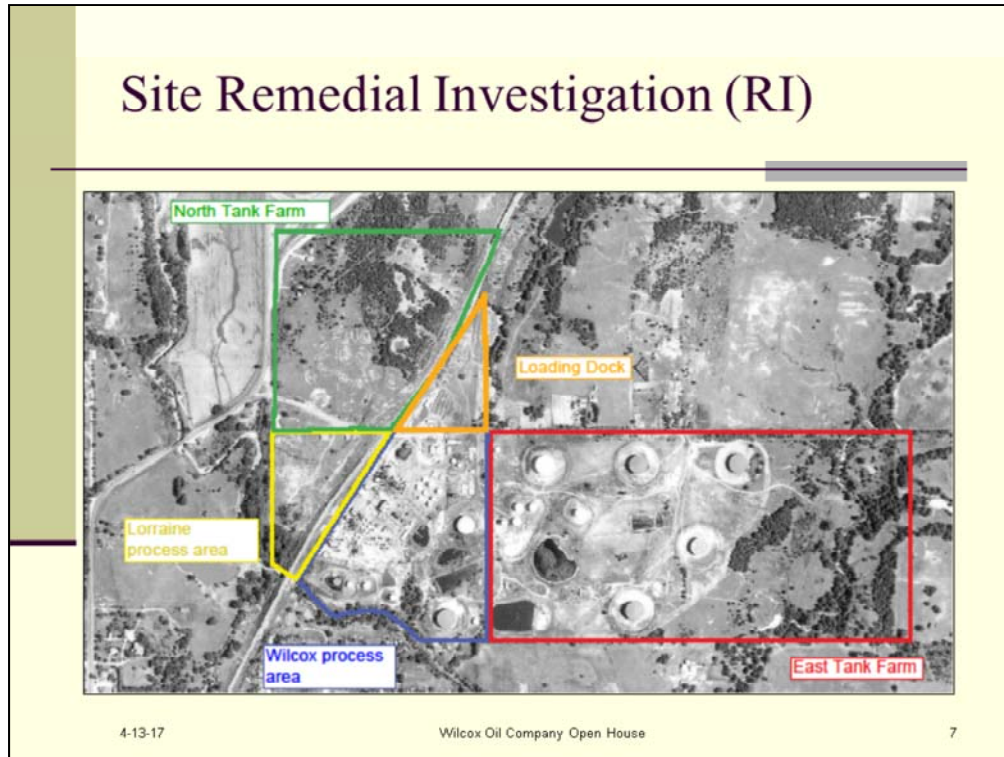 Site Remedial Investigation (RI)
North Tank Farm
Loading Dock
Lorraine
process area
Wilcox process
area
East Tank Farm
4-13-17
Wilcox Oil Company Open House
7